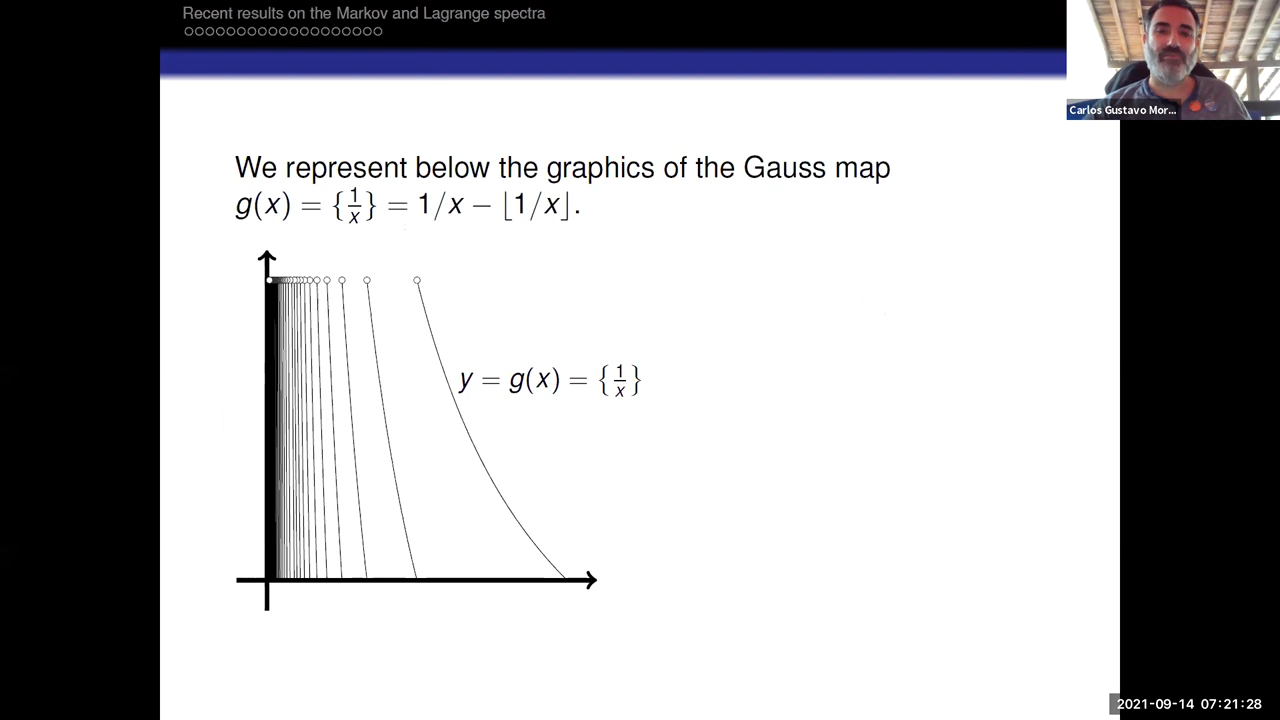 Recent results on the Markov and Lagrange spectra
Carlos Gustavo Mor...
We represent below the graphics of the Gauss map
g(x) = {1/x} = 1/x − ⌊1/x⌋.
y = g(x) = {1/x}
2021-09-14 07:21:28